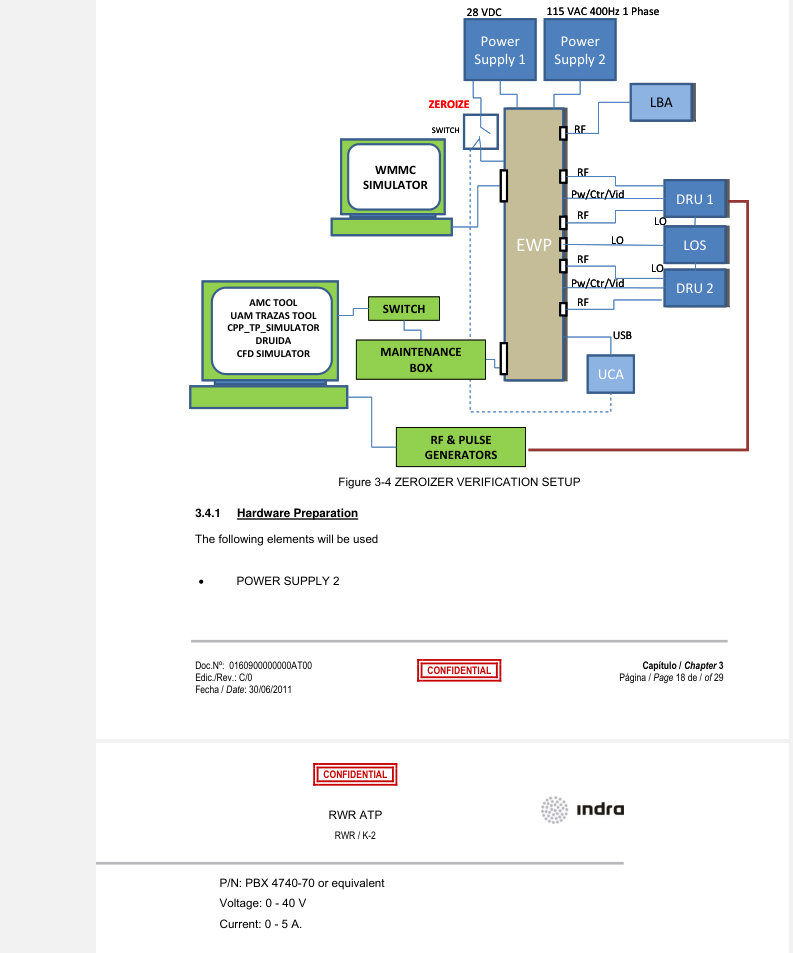 28 VDC
115 VAC 400Hz 1 Phase
Power
Supply 1
Power
Supply 2
LBA
ZEROIZE
SWITCH
RF
WMMC
SIMULATOR
RF
Pw/Ctr/Vid
DRU 1
RF
LO
EWP
LO
LOS
RF
LO
Pw/Ctr/Vid
DRU 2
RF
AMC TOOL
UAM TRAZAS TOOL
CPP_TP_SIMULATOR
DRUIDA
CFD SIMULATOR
SWITCH
MAINTENANCE
BOX
USB
UCA
RF & PULSE
GENERATORS
Figure 3-4 ZEROIZER VERIFICATION SETUP
3.4.1 Hardware Preparation
The following elements will be used
• POWER SUPPLY 2
Doc.Nº: 0160900000000AT00
Edic./Rev.: C/0
Fecha / Date: 30/06/2011
CONFIDENTIAL
Capítulo / Chapter 3
Página / Page 18 de / of 29
CONFIDENTIAL
RWR ATP
RWR / K-2
indra
P/N: PBX 4740-70 or equivalent
Voltage: 0 - 40 V
Current: 0 - 5 A.